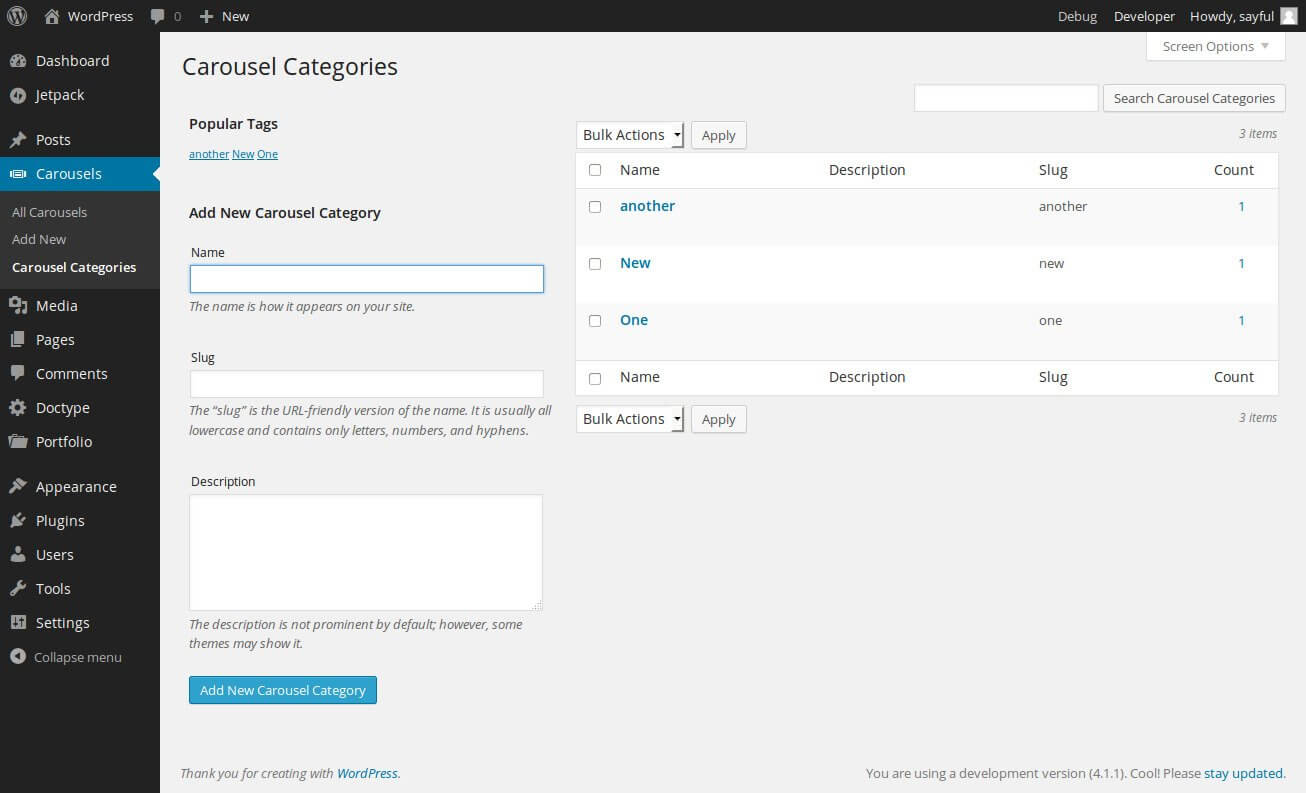 WordPress 0 New Debug Developer Howdy, sayful
Dashboard
Jetpack
Posts
Carousels
All Carousels
Add New
Carousel Categories
Media
Pages
Comments
Doctype
Portfolio
Appearance
Plugins
Users
Tools
Settings
Collapse menu
Screen Options
Carousel Categories
Search Carousel Categories
Popular Tags
another New One
Add New Carousel Category
Name
The name is how it appears on your site.
Slug
The “slug” is the URL-friendly version of the name. It is usually all
lowercase and contains only letters, numbers, and hyphens.
Description
The description is not prominent by default; however, some
themes may show it.
Add New Carousel Category
Bulk Actions Apply 3 items
Name Description Slug Count
another another 1
New new 1
One one 1
Name Description Slug Count
Bulk Actions Apply 3 items
Thank you for creating with WordPress.
You are using a development version (4.1.1). Cool! Please stay updated.